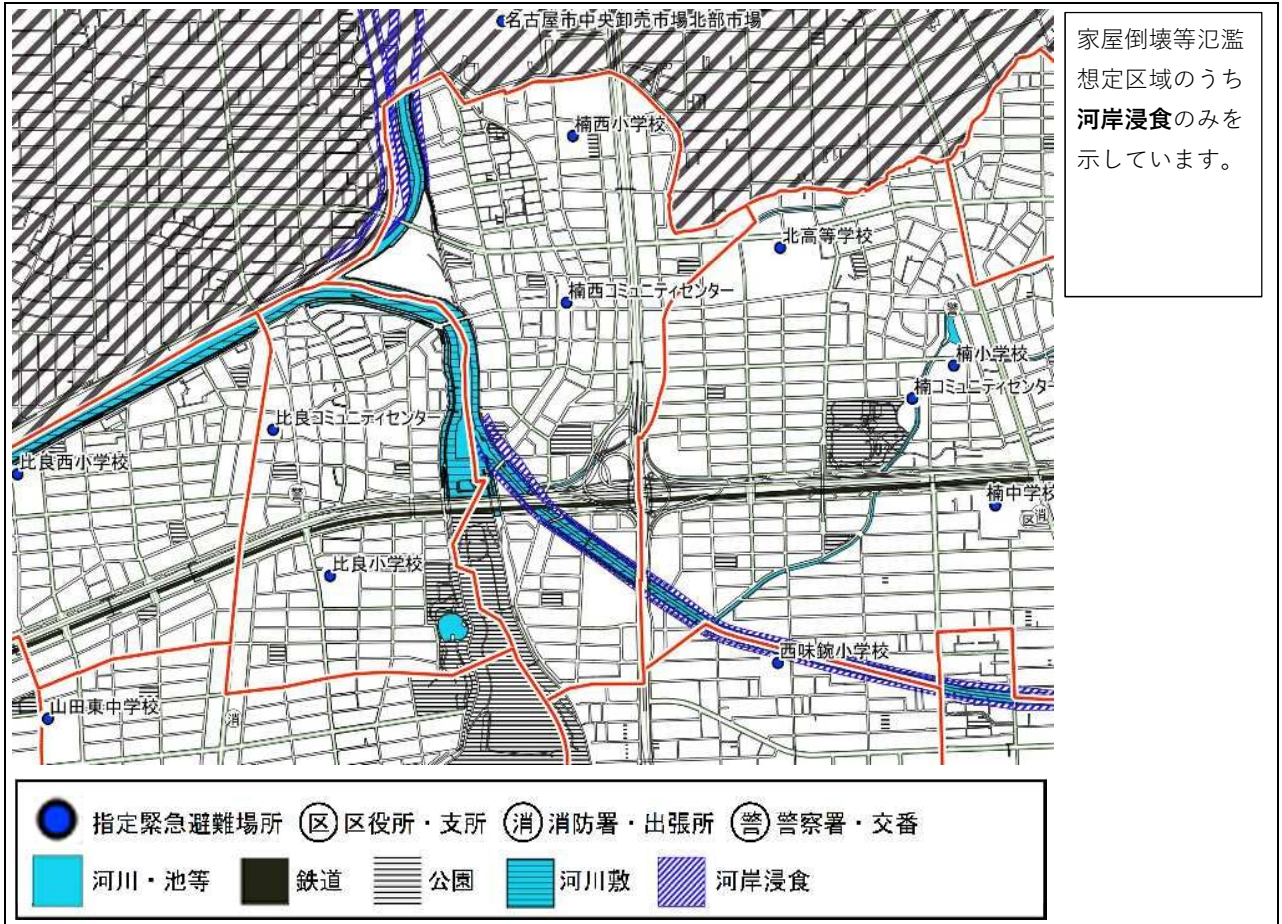 名古屋市中央卸売市場北部市場
家屋倒壊等氾濫
想定区域のうち
河岸浸食のみを
示しています。
楠西小学校
北高等学校
楠西コミュニティセンター
警
楠小学校
楠コミュニティセンター
比良コミュニティセンター
比良西小学校
警
楠中学校
区
消
比良小学校
西味鋺小学校
山田東中学校
消
指定緊急避難場所 区 区役所・支所 消 消防署・出張所 警 警察署・交番
河川・池等 鉄道 公園 河川敷 河岸浸食